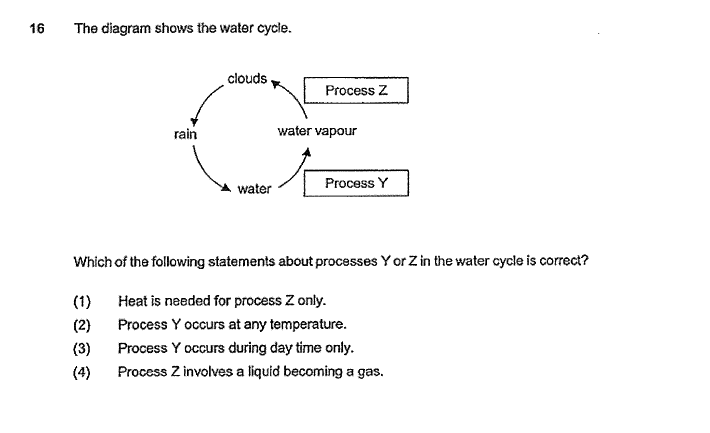 16 The diagram shows the water cycle.
clouds
Process Z
rain
water vapour
water
Process Y
Which of the following statements about processes Y or Z in the water cycle is correct?
(1) Heat is needed for process Z only.
(2) Process Y occurs at any temperature.
(3) Process Y occurs during day time only.
(4) Process Z involves a liquid becoming a gas.